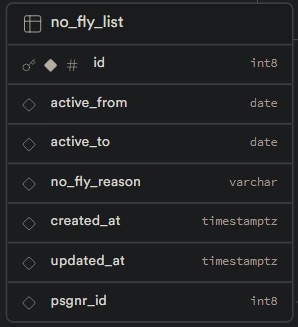 no_fly_list
# id int8
active_from date
active_to date
no_fly_reason varchar
created_at timestamptz
updated_at timestamptz
psgnr_id int8